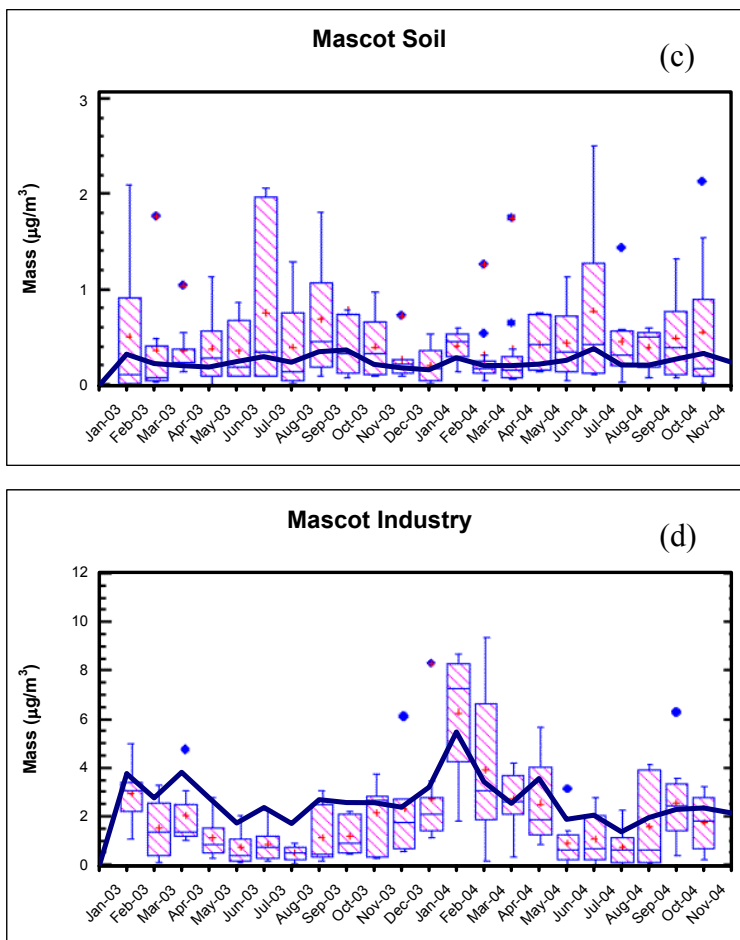 Mascot Soil
(c)
3
2
1
0
Mass (µg/m³)
Jan-03
Feb-03
Mar-03
Apr-03
May-03
Jun-03
Jul-03
Aug-03
Sep-03
Oct-03
Nov-03
Dec-03
Jan-04
Feb-04
Mar-04
Apr-04
May-04
Jun-04
Jul-04
Aug-04
Sep-04
Oct-04
Nov-04
Mascot Industry
(d)
12
10
8
6
4
2
0
Mass (µg/m³)
Jan-03
Feb-03
Mar-03
Apr-03
May-03
Jun-03
Jul-03
Aug-03
Sep-03
Oct-03
Nov-03
Dec-03
Jan-04
Feb-04
Mar-04
Apr-04
May-04
Jun-04
Jul-04
Aug-04
Sep-04
Oct-04
Nov-04